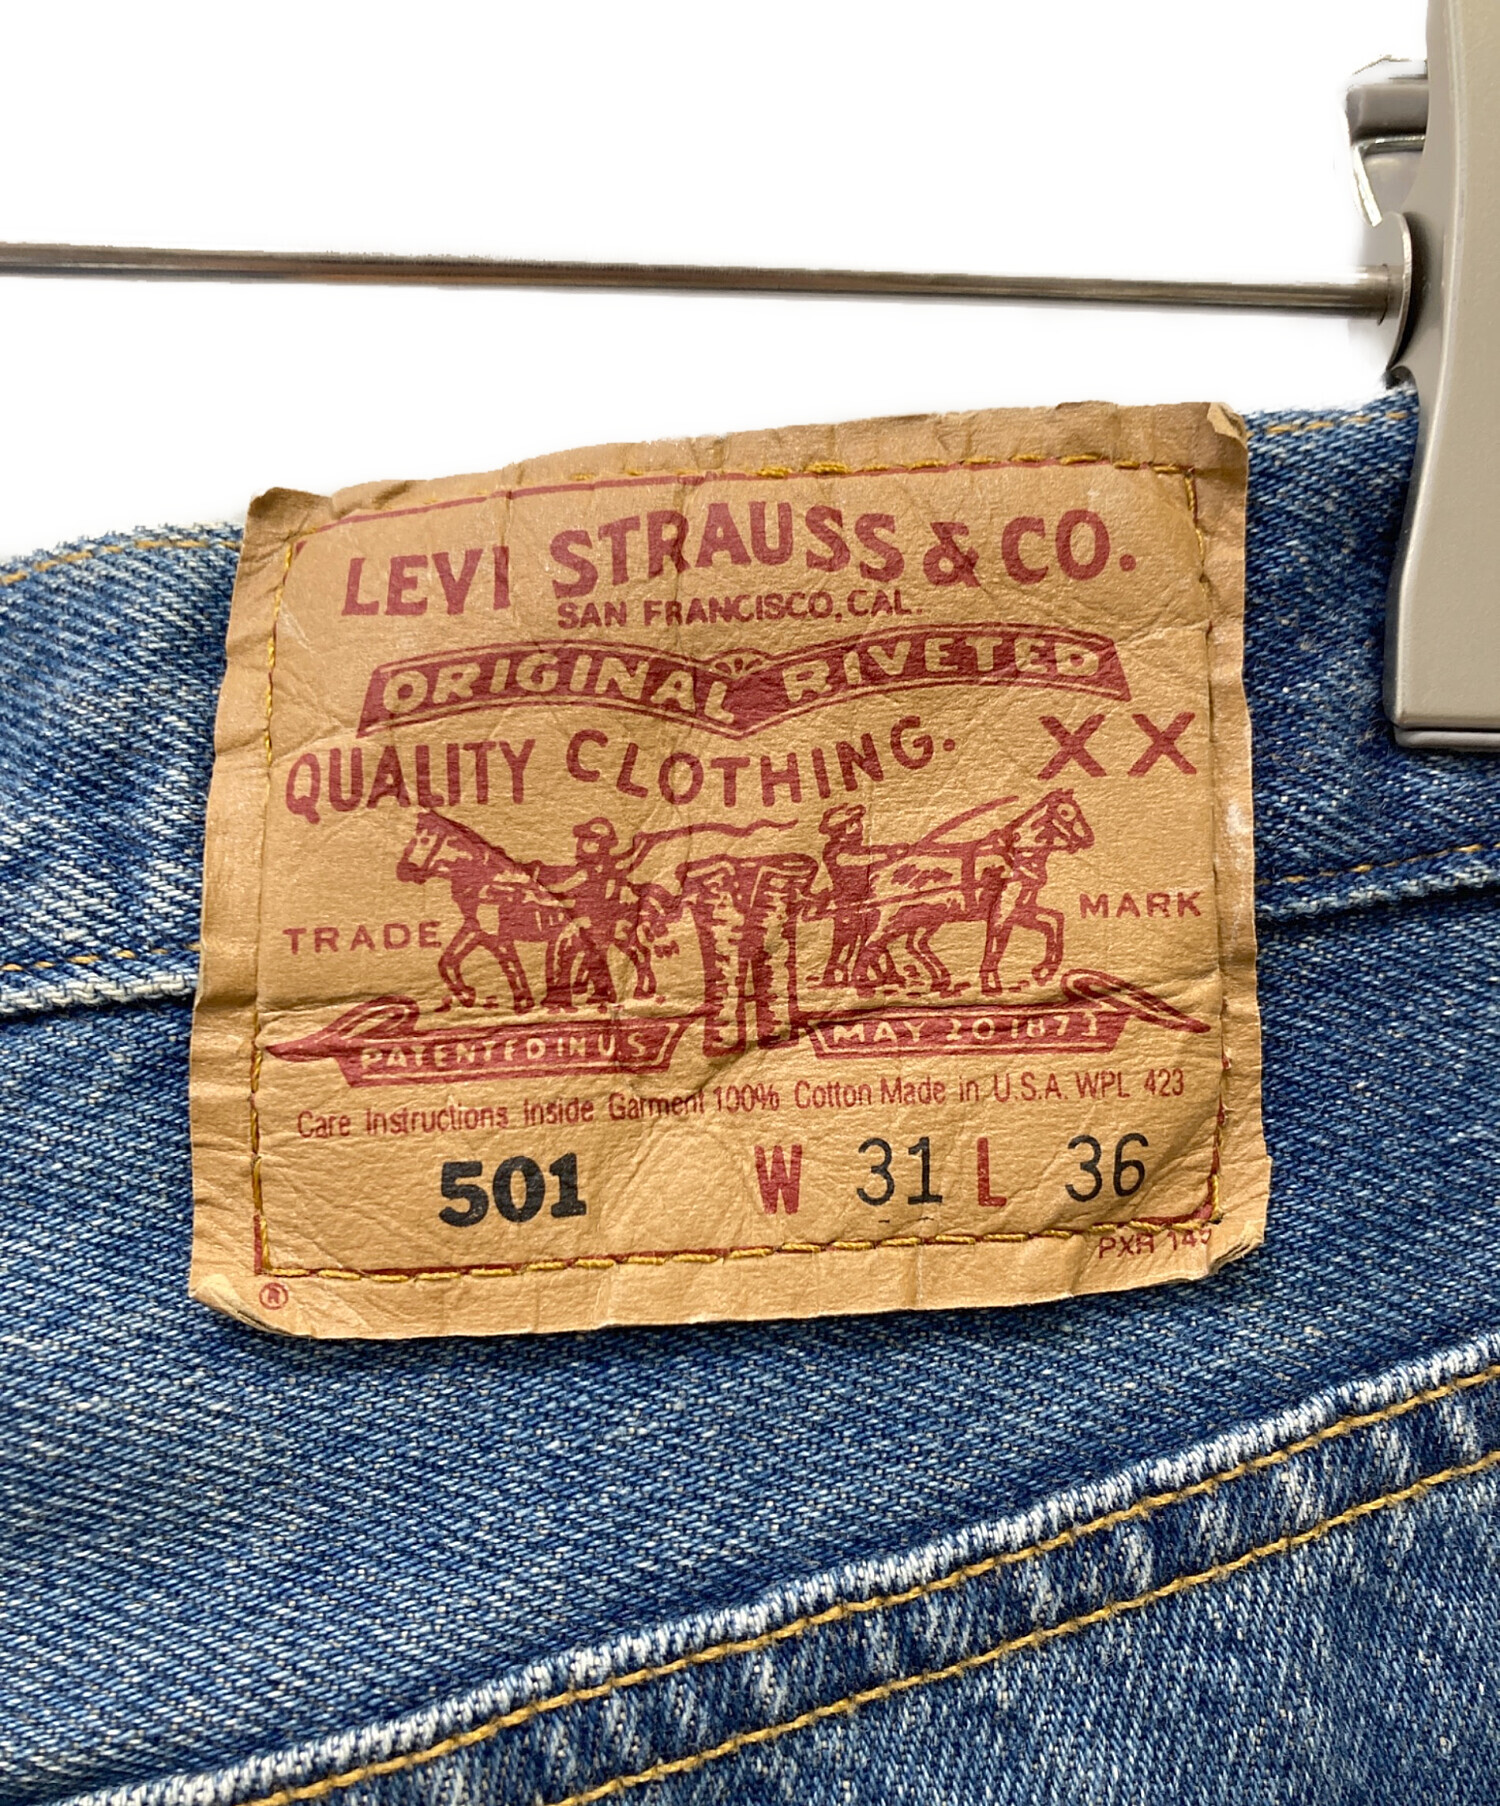 LEVI STRAUSS & CO.
SAN FRANCISCO, CAL.
ORIGINAL RIVETED
QUALITY CLOTHING. XX
TRADE MARK
PATENTED IN U S MAY 20 1873
Care Instructions Inside Garment 100% Cotton Made in U.S.A. WPL 423
501 W 31 L 36
PXR
®